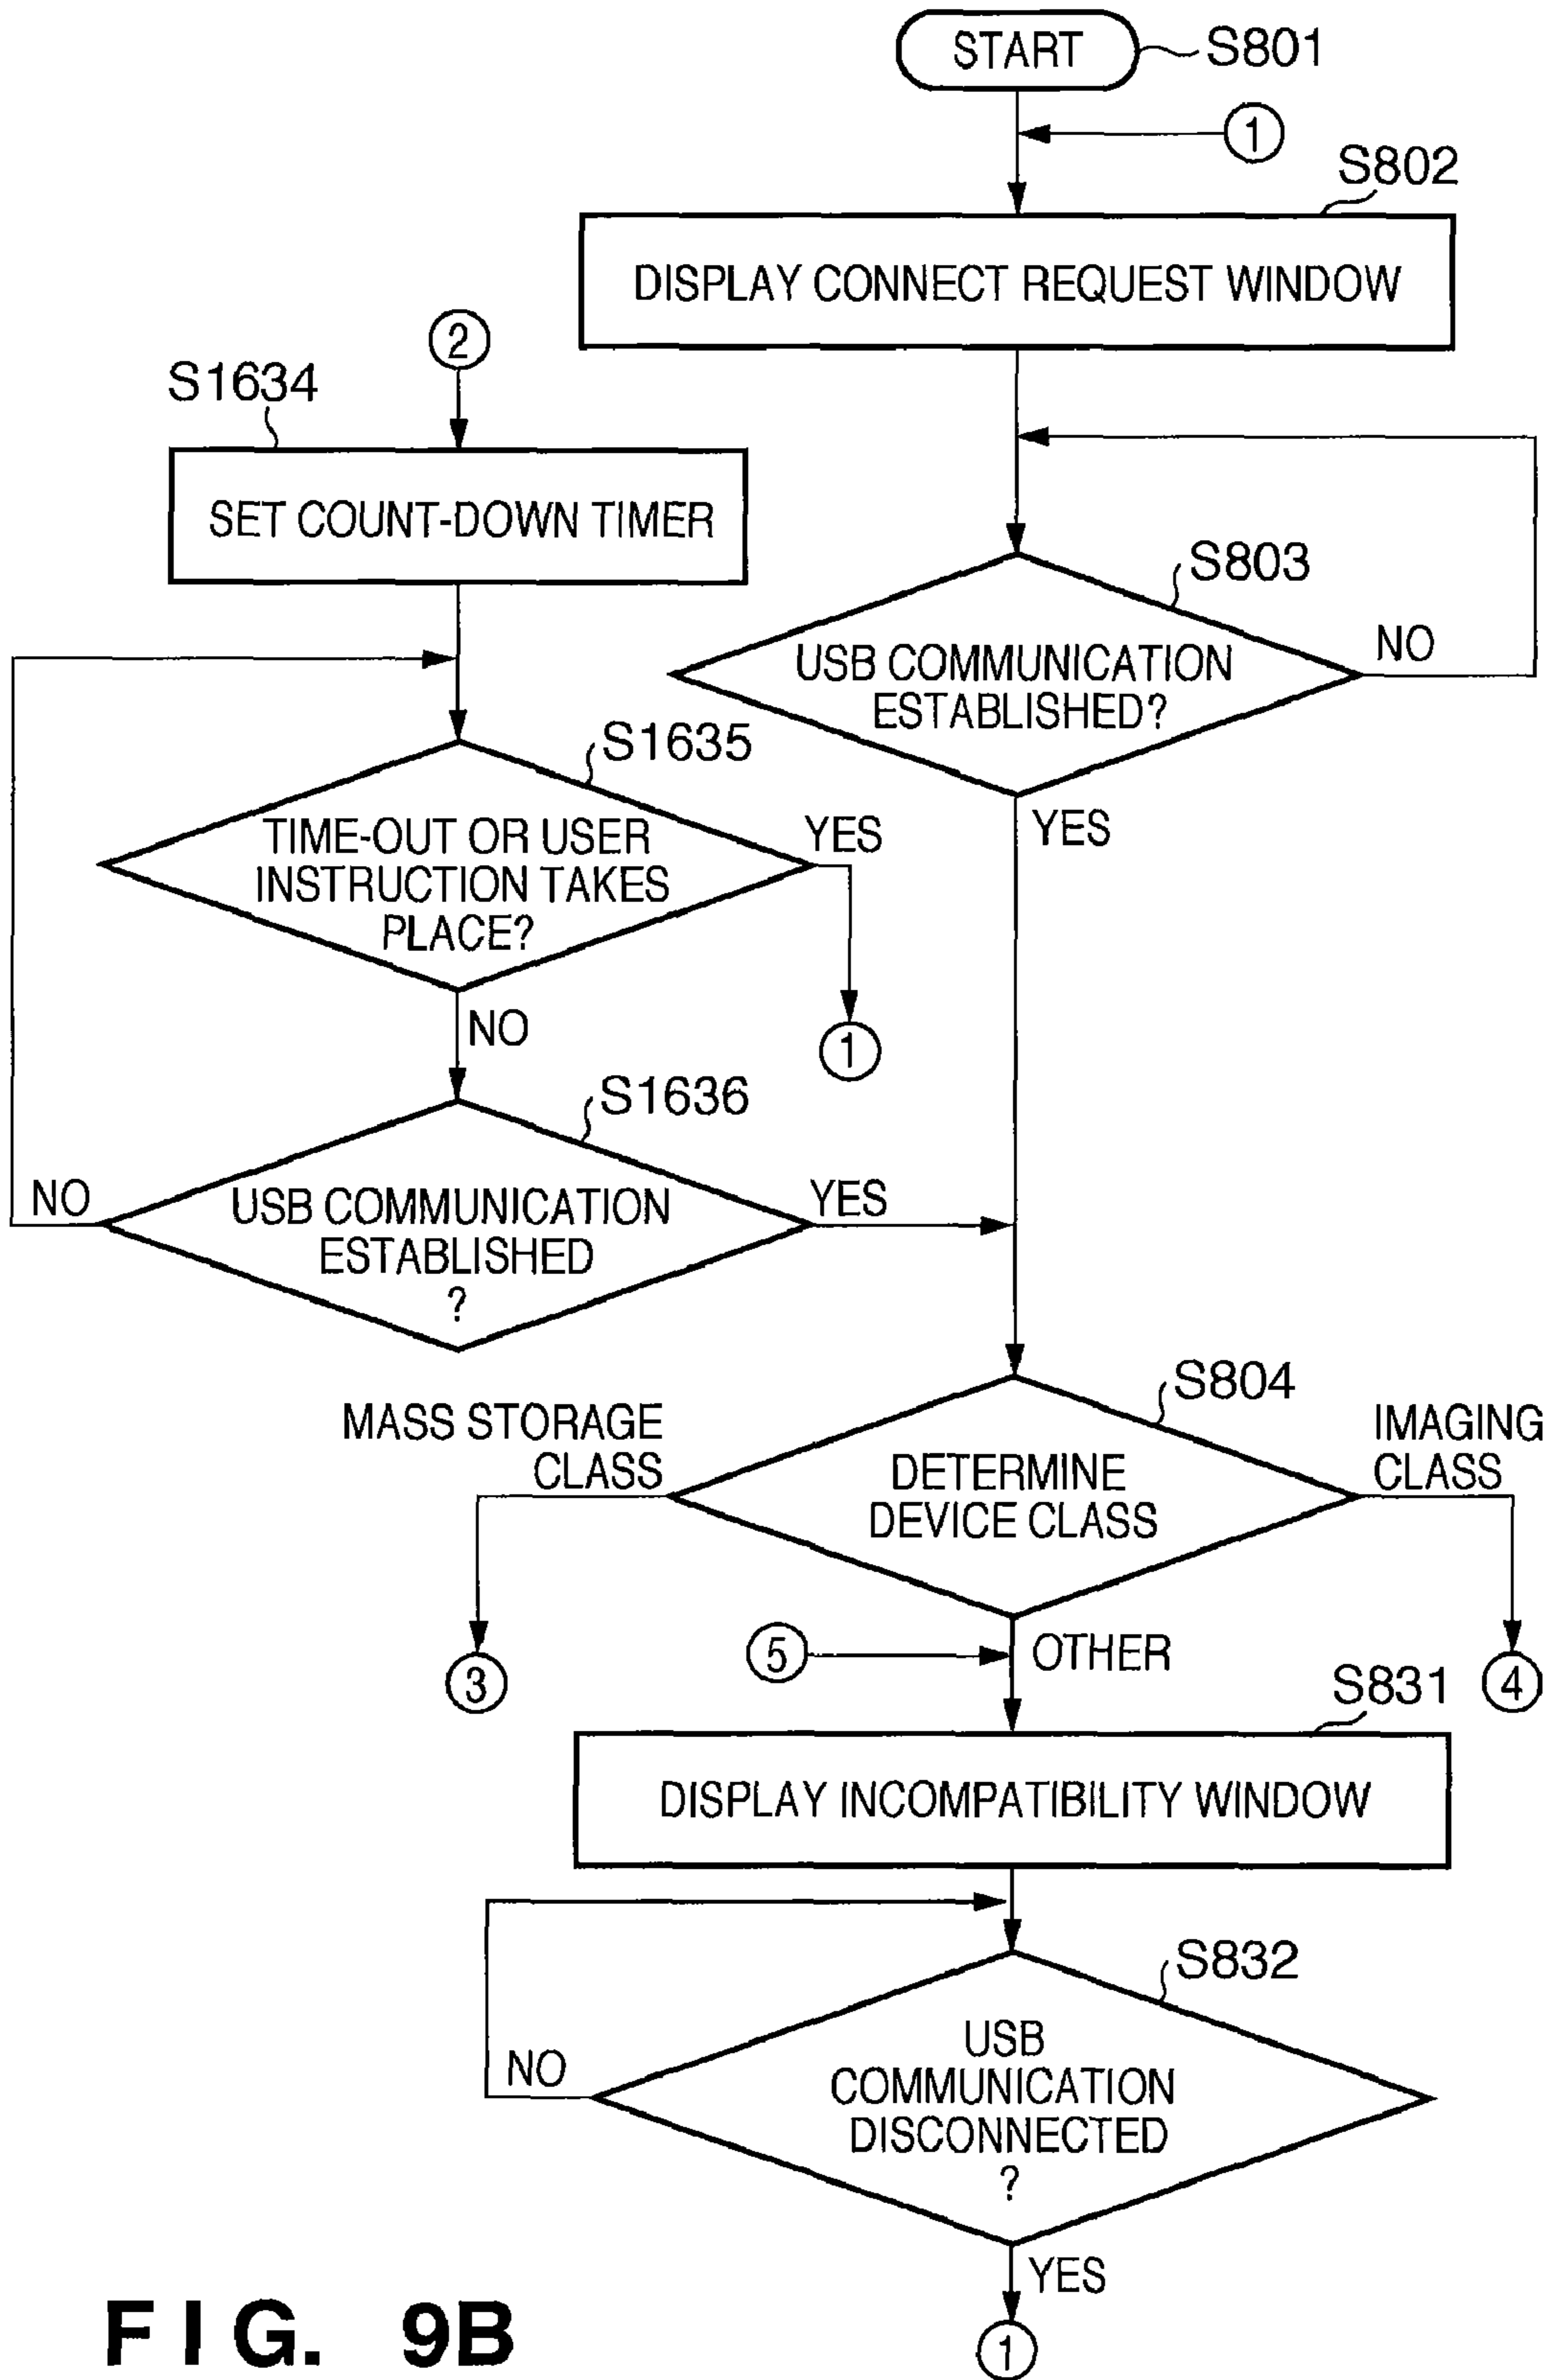 START
S801
1
S802
DISPLAY CONNECT REQUEST WINDOW
2
S1634
SET COUNT-DOWN TIMER
S803
USB COMMUNICATION
ESTABLISHED?
NO
YES
S1635
TIME-OUT OR USER
INSTRUCTION TAKES
PLACE?
YES
1
NO
S1636
USB COMMUNICATION
ESTABLISHED
?
NO
YES
S804
DETERMINE
DEVICE CLASS
MASS STORAGE
CLASS
IMAGING
CLASS
3
5
OTHER
4
S831
DISPLAY INCOMPATIBILITY WINDOW
S832
USB
COMMUNICATION
DISCONNECTED
?
NO
YES
1
FIG. 9B